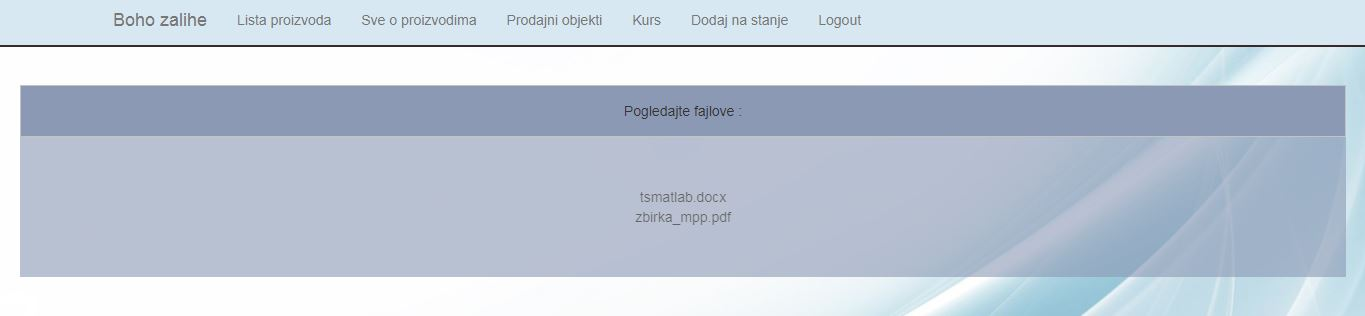 Boho zalihe Lista proizvoda Sve o proizvodima Prodajni objekti Kurs Dodaj na stanje Logout
Pogledajte fajlove :
tsmatlab.docx
zbirka_mpp.pdf